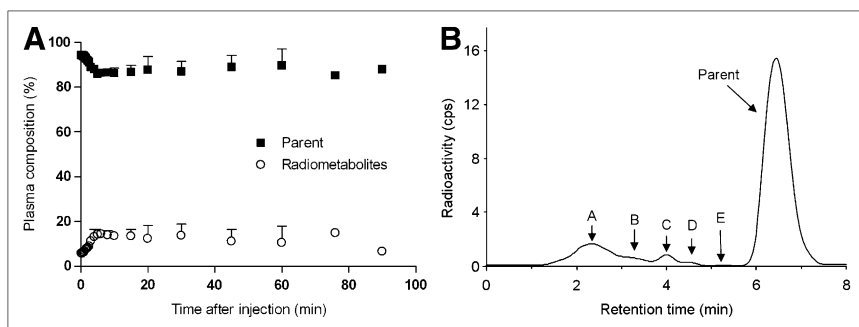 A
Plasma composition (%)
100
80
60
40
20
0
Parent
Radiometabolites
0 20 40 60 80 100
Time after injection (min)
B
Radioactivity (cps)
16
12
8
4
0
Parent
A B C D E
0 2 4 6 8
Retention time (min)